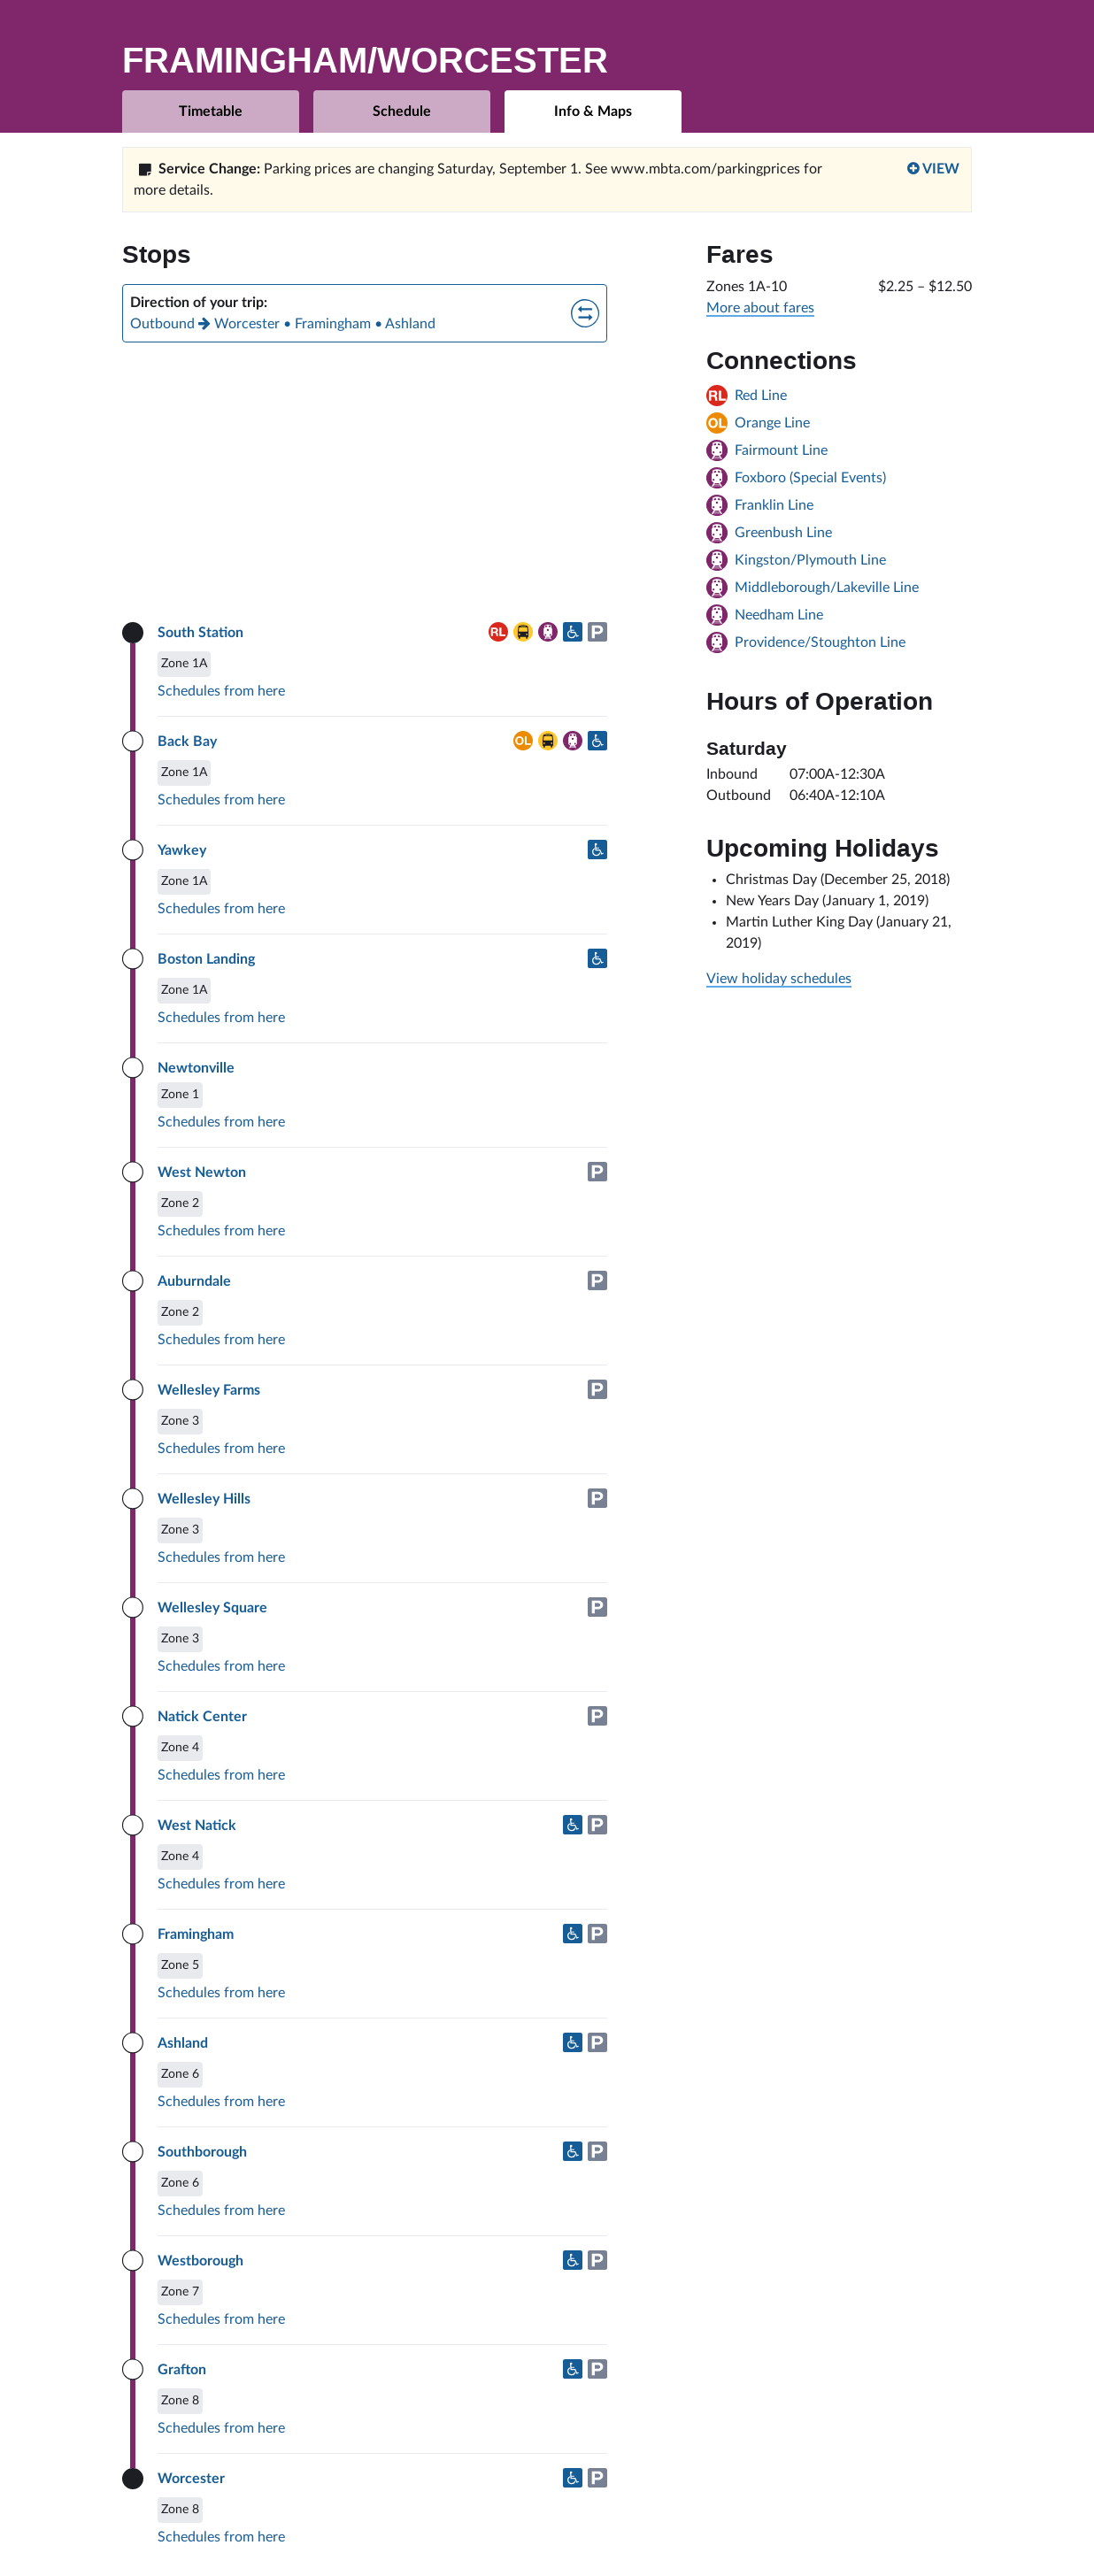 FRAMINGHAM/WORCESTER
Timetable
Schedule
Info & Maps
Service Change: Parking prices are changing Saturday, September 1. See www.mbta.com/parkingprices for
more details.
VIEW
Stops
Direction of your trip:
Outbound → Worcester • Framingham • Ashland
South Station
RL
P
Zone 1A
Schedules from here
Back Bay
OL
Zone 1A
Schedules from here
Yawkey
Zone 1A
Schedules from here
Boston Landing
Zone 1A
Schedules from here
Newtonville
Zone 1
Schedules from here
West Newton
P
Zone 2
Schedules from here
Auburndale
P
Zone 2
Schedules from here
Wellesley Farms
P
Zone 3
Schedules from here
Wellesley Hills
P
Zone 3
Schedules from here
Wellesley Square
P
Zone 3
Schedules from here
Natick Center
P
Zone 4
Schedules from here
West Natick
P
Zone 4
Schedules from here
Framingham
P
Zone 5
Schedules from here
Ashland
P
Zone 6
Schedules from here
Southborough
P
Zone 6
Schedules from here
Westborough
P
Zone 7
Schedules from here
Grafton
P
Zone 8
Schedules from here
Worcester
P
Zone 8
Schedules from here
Fares
Zones 1A-10 $2.25 – $12.50
More about fares
Connections
RL Red Line
OL Orange Line
Fairmount Line
Foxboro (Special Events)
Franklin Line
Greenbush Line
Kingston/Plymouth Line
Middleborough/Lakeville Line
Needham Line
Providence/Stoughton Line
Hours of Operation
Saturday
Inbound 07:00A-12:30A
Outbound 06:40A-12:10A
Upcoming Holidays
• Christmas Day (December 25, 2018)
• New Years Day (January 1, 2019)
• Martin Luther King Day (January 21,
2019)
View holiday schedules